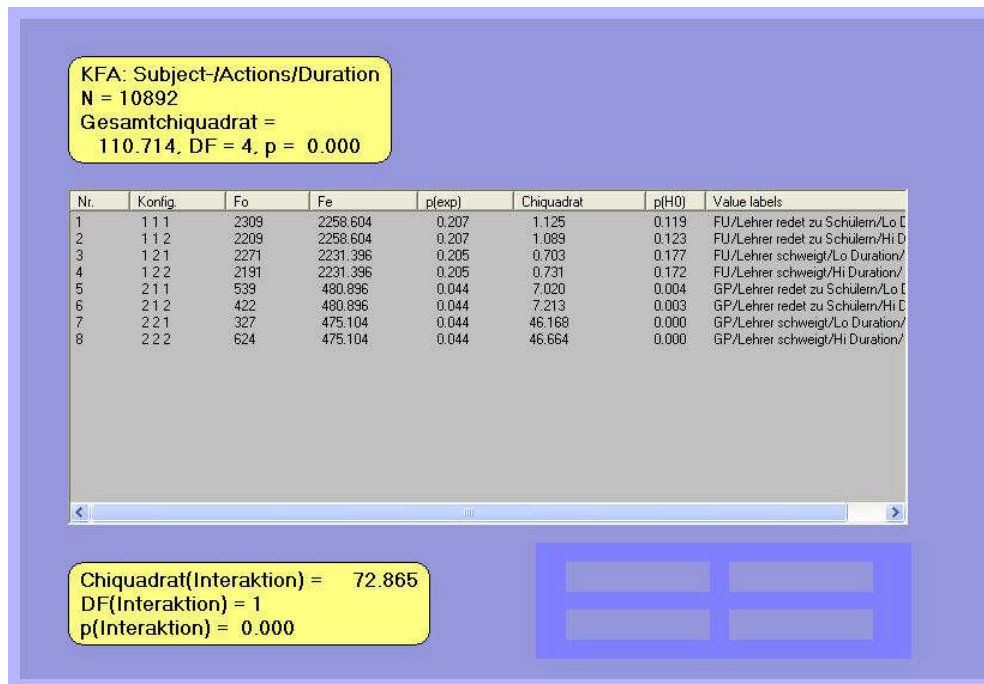 KFA: Subject-/Actions/Duration
N = 10892
Gesamtchiquadrat =
110.714, DF = 4, p = 0.000
Nr. Konfig. Fo Fe p(exp) Chiquadrat p(H0) Value labels
1 1 1 1 2309 2258.604 0.207 1.125 0.119 FU/Lehrer redet zu Schülern/Lo D
2 1 1 2 2209 2258.604 0.207 1.089 0.123 FU/Lehrer redet zu Schülern/Hi D
3 1 2 1 2271 2231.396 0.205 0.703 0.177 FU/Lehrer schweigt/Lo Duration/
4 1 2 2 2191 2231.396 0.205 0.731 0.172 FU/Lehrer schweigt/Hi Duration/
5 2 1 1 539 480.896 0.044 7.020 0.004 GP/Lehrer redet zu Schülern/Lo D
6 2 1 2 422 480.896 0.044 7.213 0.003 GP/Lehrer redet zu Schülern/Hi D
7 2 2 1 327 475.104 0.044 46.168 0.000 GP/Lehrer schweigt/Lo Duration/
8 2 2 2 624 475.104 0.044 46.664 0.000 GP/Lehrer schweigt/Hi Duration/
Chiquadrat(Interaktion) = 72.865
DF(Interaktion) = 1
p(Interaktion) = 0.000